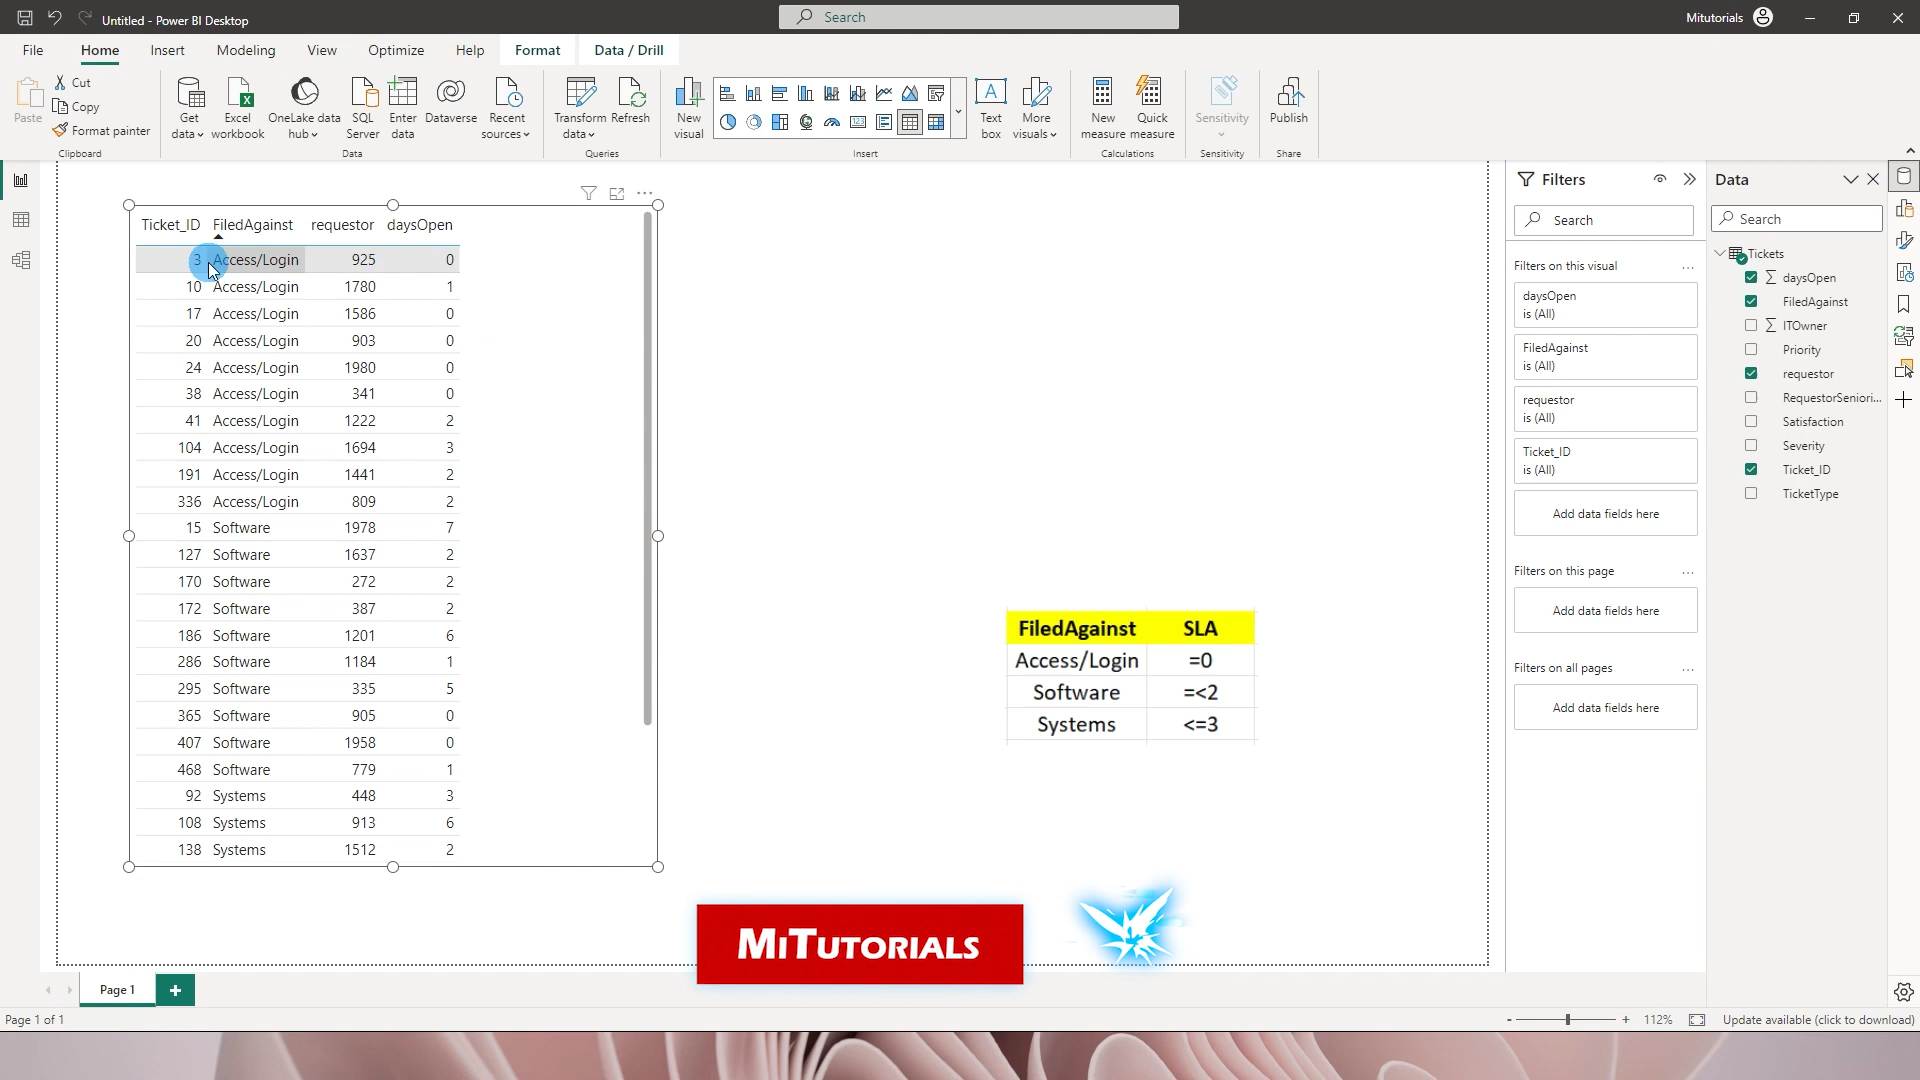 Untitled - Power BI Desktop
Search
Mitutorials
File
Home
Insert
Modeling
View
Optimize
Help
Format
Data / Drill
Paste
Cut
Copy
Format painter
Clipboard
Get data
Excel workbook
OneLake data hub
SQL Server
Enter data
Dataverse
Recent sources
Data
Transform data
Refresh
Queries
New visual
Text box
More visuals
Insert
New measure
Quick measure
Calculations
Sensitivity
Sensitivity
Publish
Share
Ticket_ID FiledAgainst requestor daysOpen
3 Access/Login 925 0
10 Access/Login 1780 1
17 Access/Login 1586 0
20 Access/Login 903 0
24 Access/Login 1980 0
38 Access/Login 341 0
41 Access/Login 1222 2
104 Access/Login 1694 3
191 Access/Login 1441 2
336 Access/Login 809 2
15 Software 1978 7
127 Software 1637 2
170 Software 272 2
172 Software 387 2
186 Software 1201 6
286 Software 1184 1
295 Software 335 5
365 Software 905 0
407 Software 1958 0
468 Software 779 1
92 Systems 448 3
108 Systems 913 6
138 Systems 1512 2
FiledAgainst SLA
Access/Login =0
Software =<2
Systems <=3
MiTutorials
Filters
Search
Filters on this visual
daysOpen
is (All)
FiledAgainst
is (All)
requestor
is (All)
Ticket_ID
is (All)
Add data fields here
Filters on this page
Add data fields here
Filters on all pages
Add data fields here
Data
Search
Tickets
daysOpen
FiledAgainst
ITOwner
Priority
requestor
RequestorSeniori...
Satisfaction
Severity
Ticket_ID
TicketType
Page 1
Page 1 of 1
- + 112%
Update available (click to download)